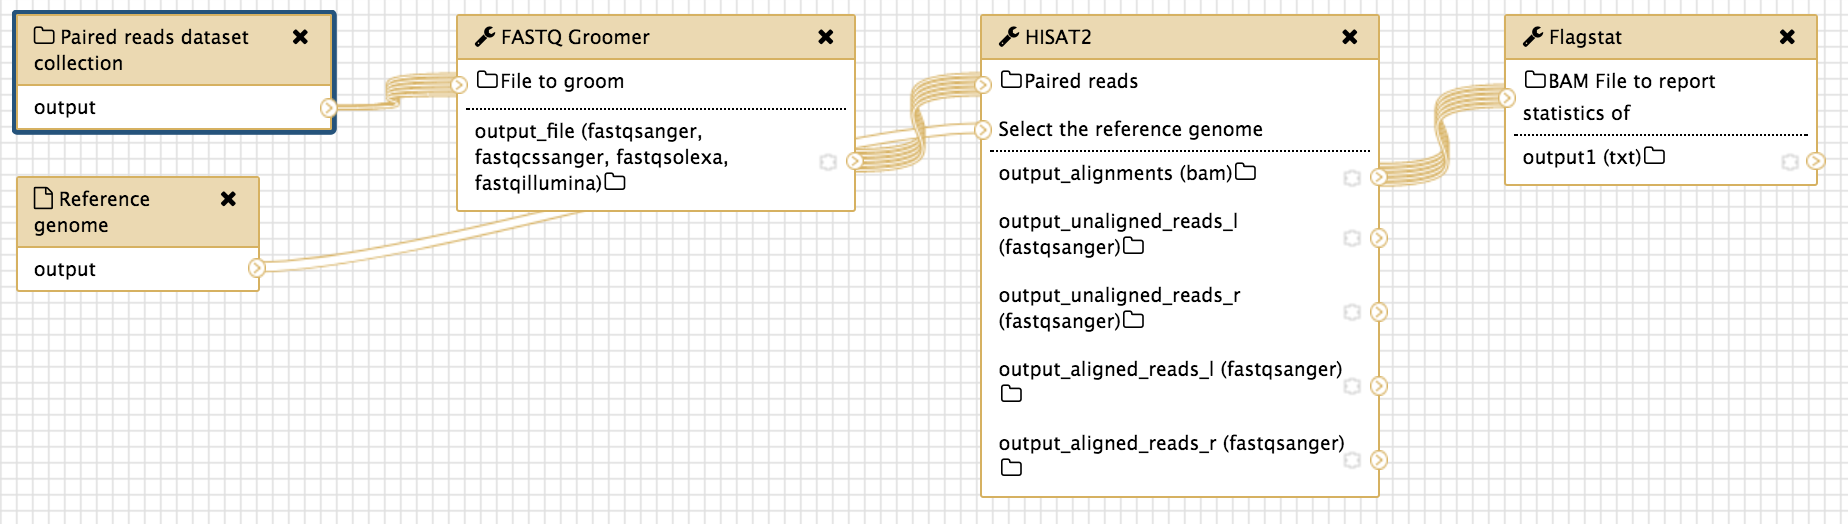 Paired reads dataset
collection
output
Reference
genome
output
FASTQ Groomer
File to groom
output_file (fastqsanger,
fastqcssanger, fastqsolexa,
fastqillumina)
HISAT2
Paired reads
Select the reference genome
output_alignments (bam)
output_unaligned_reads_l
(fastqsanger)
output_unaligned_reads_r
(fastqsanger)
output_aligned_reads_l (fastqsanger)
output_aligned_reads_r (fastqsanger)
Flagstat
BAM File to report
statistics of
output1 (txt)